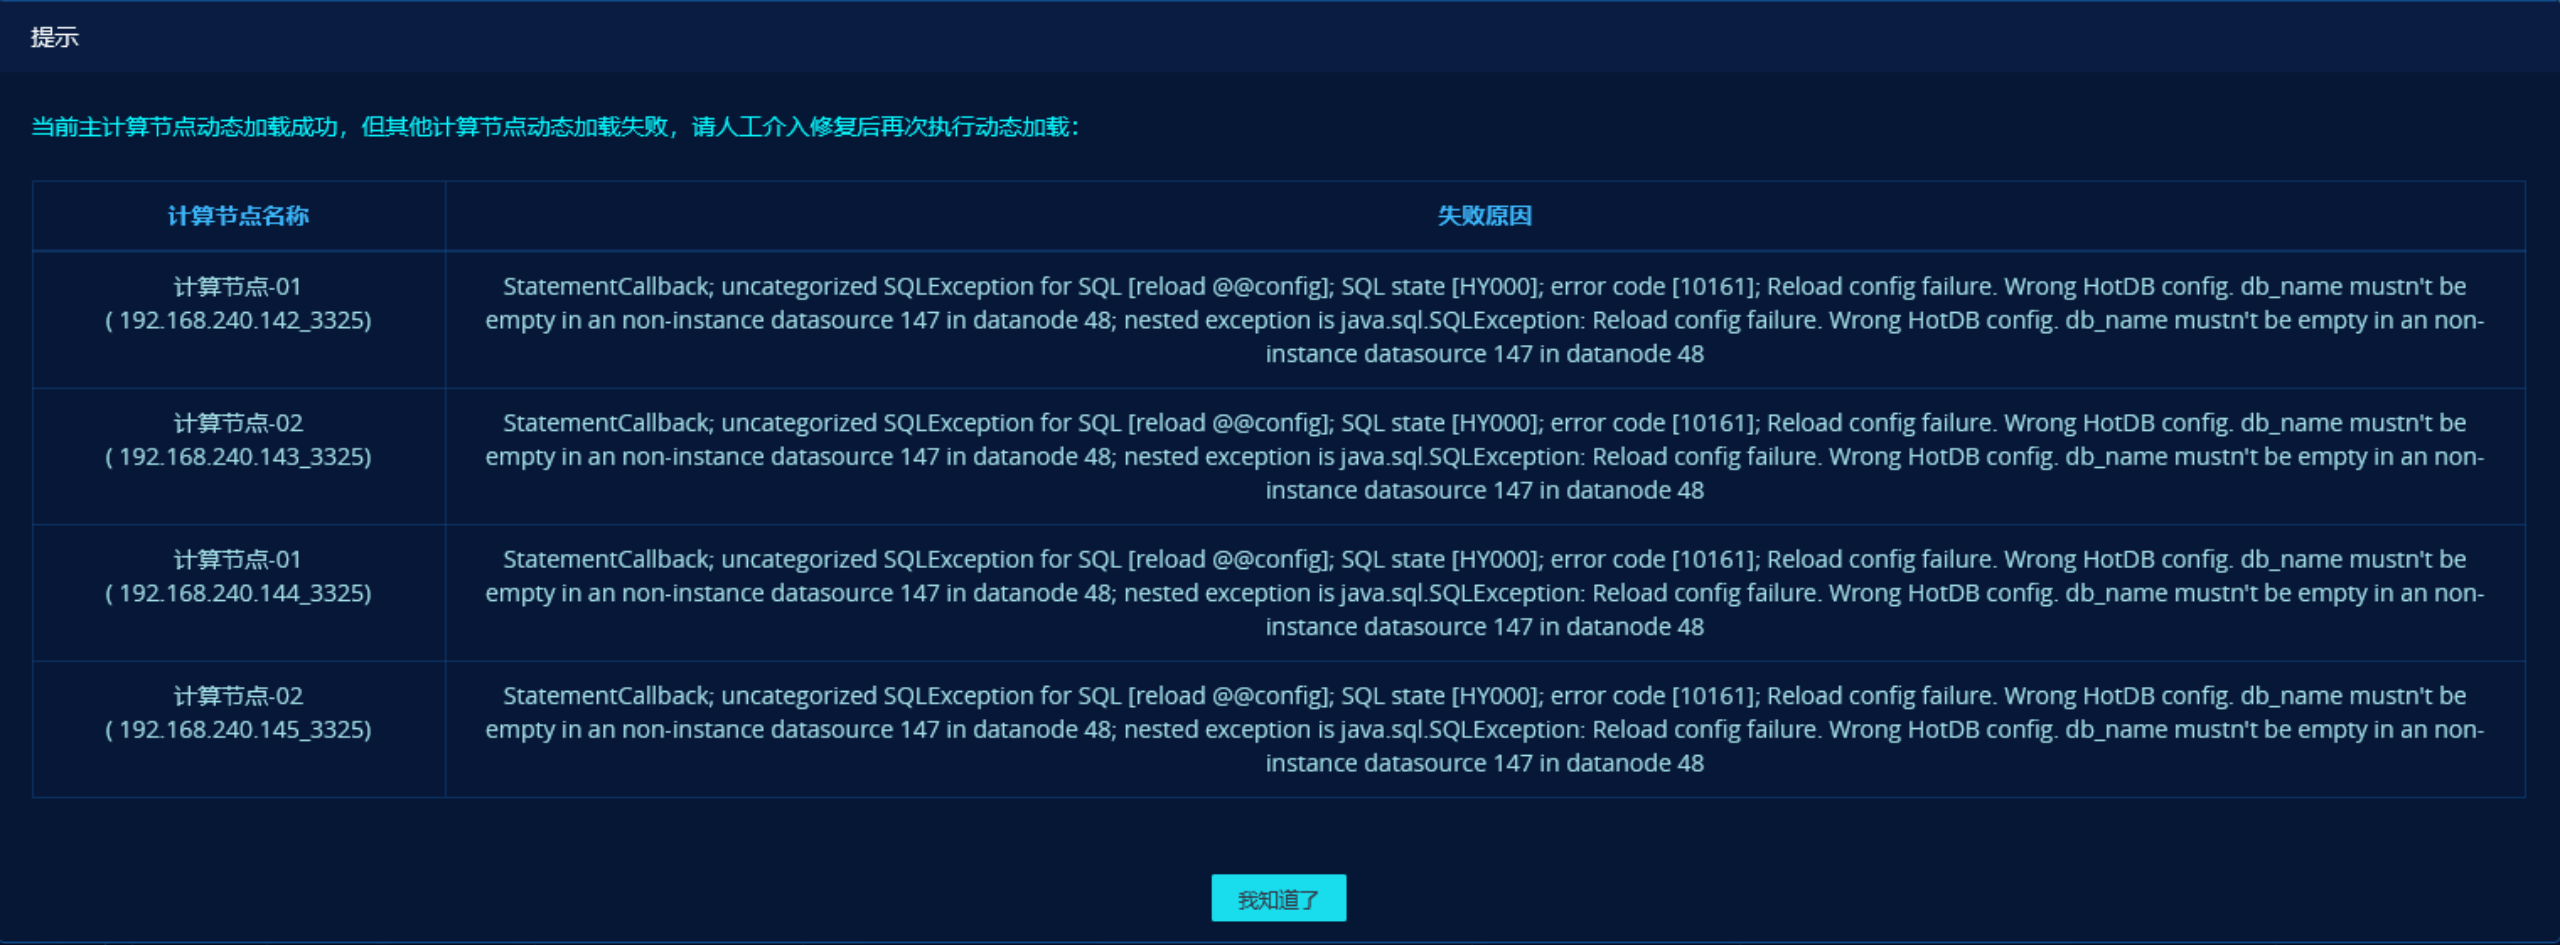 提示
当前主计算节点动态加载成功，但其他计算节点动态加载失败，请人工介入修复后再次执行动态加载：
计算节点名称
失败原因
计算节点-01
( 192.168.240.142_3325)
StatementCallback; uncategorized SQLException for SQL [reload @@config]; SQL state [HY000]; error code [10161]; Reload config failure. Wrong HotDB config. db_name mustn't be
empty in an non-instance datasource 147 in datanode 48; nested exception is java.sql.SQLException: Reload config failure. Wrong HotDB config. db_name mustn't be empty in an non-
instance datasource 147 in datanode 48
计算节点-02
( 192.168.240.143_3325)
StatementCallback; uncategorized SQLException for SQL [reload @@config]; SQL state [HY000]; error code [10161]; Reload config failure. Wrong HotDB config. db_name mustn't be
empty in an non-instance datasource 147 in datanode 48; nested exception is java.sql.SQLException: Reload config failure. Wrong HotDB config. db_name mustn't be empty in an non-
instance datasource 147 in datanode 48
计算节点-01
( 192.168.240.144_3325)
StatementCallback; uncategorized SQLException for SQL [reload @@config]; SQL state [HY000]; error code [10161]; Reload config failure. Wrong HotDB config. db_name mustn't be
empty in an non-instance datasource 147 in datanode 48; nested exception is java.sql.SQLException: Reload config failure. Wrong HotDB config. db_name mustn't be empty in an non-
instance datasource 147 in datanode 48
计算节点-02
( 192.168.240.145_3325)
StatementCallback; uncategorized SQLException for SQL [reload @@config]; SQL state [HY000]; error code [10161]; Reload config failure. Wrong HotDB config. db_name mustn't be
empty in an non-instance datasource 147 in datanode 48; nested exception is java.sql.SQLException: Reload config failure. Wrong HotDB config. db_name mustn't be empty in an non-
instance datasource 147 in datanode 48
我知道了